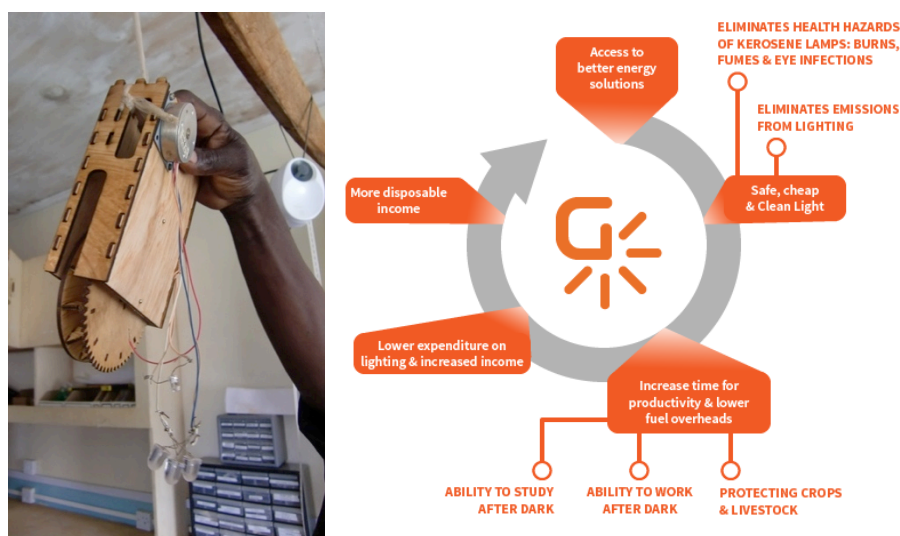 ELIMINATES HEALTH HAZARDS
OF KEROSENE LAMPS: BURNS,
FUMES & EYE INFECTIONS
Access to
better energy
solutions
ELIMINATES EMISSIONS
FROM LIGHTING
Safe, cheap
& Clean Light
More disposable
income
Lower expenditure on
lighting & increased income
Increase time for
productivity & lower
fuel overheads
ABILITY TO STUDY
AFTER DARK
ABILITY TO WORK
AFTER DARK
PROTECTING CROPS
& LIVESTOCK